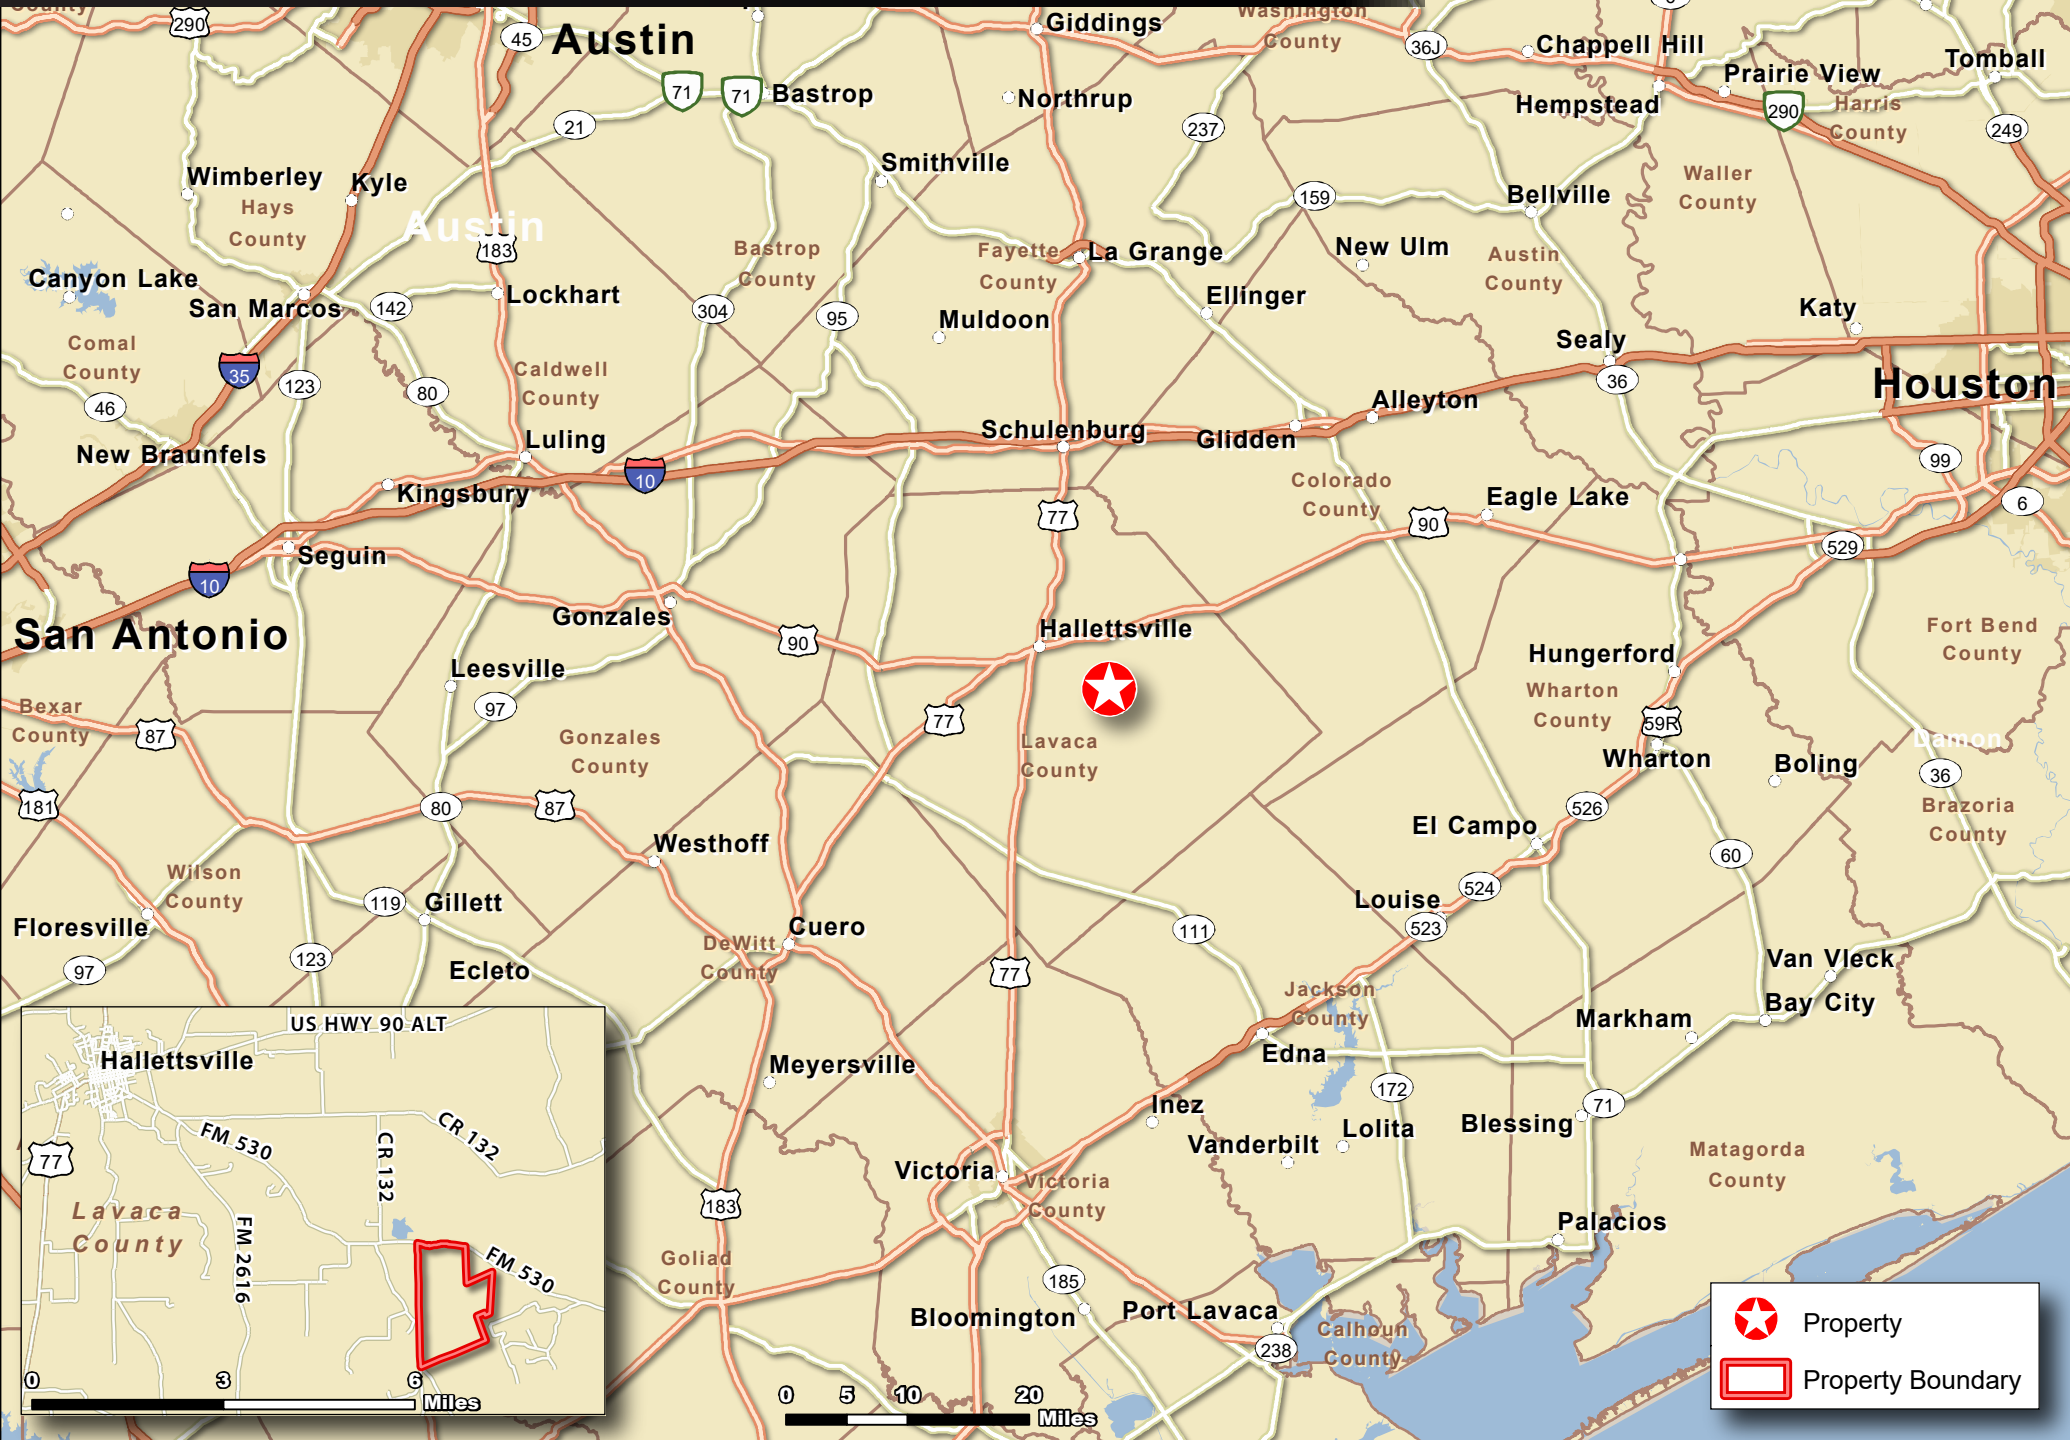 County
Washington
County
290
45
Austin
Giddings
36J
Chappell Hill
Tomball
Prairie View
71
71
Bastrop
Northrup
Hempstead
290
Harris
County
21
237
249
Wimberley
Kyle
Smithville
Hays
County
Waller
County
159
Bellville
Austin
183
Bastrop
County
Fayette
County
La Grange
New Ulm
Austin
County
Canyon Lake
San Marcos
142
Lockhart
304
95
Muldoon
Ellinger
Katy
Sealy
Comal
County
35
123
80
Caldwell
County
36
Houston
46
Alleyton
New Braunfels
Luling
Schulenburg
Glidden
99
10
Kingsbury
Colorado
County
Eagle Lake
6
77
90
529
Seguin
10
Gonzales
San Antonio
90
Hallettsville
Fort Bend
County
Leesville
Hungerford
97
Wharton
County
Bexar
County
87
77
59R
Gonzales
County
Lavaca
County
Wharton
Damon
Boling
36
181
80
87
526
Brazoria
County
Westhoff
El Campo
60
Wilson
County
119
Gillett
524
Louise
523
Floresville
Cuero
111
DeWitt
County
97
123
Ecleto
77
Van Vleck
Jackson
County
Bay City
Markham
Edna
Meyersville
172
71
Inez
Blessing
Vanderbilt
Lolita
Matagorda
County
Victoria
Victoria
County
183
Palacios
Goliad
County
185
Bloomington
Port Lavaca
Calhoun
County
238
0 5 10 20
Miles
US HWY 90 ALT
Hallettsville
FM 530
CR 132
CR 132
77
Lavaca
County
FM 2616
FM 530
0 3 6
Miles
Property
Property Boundary